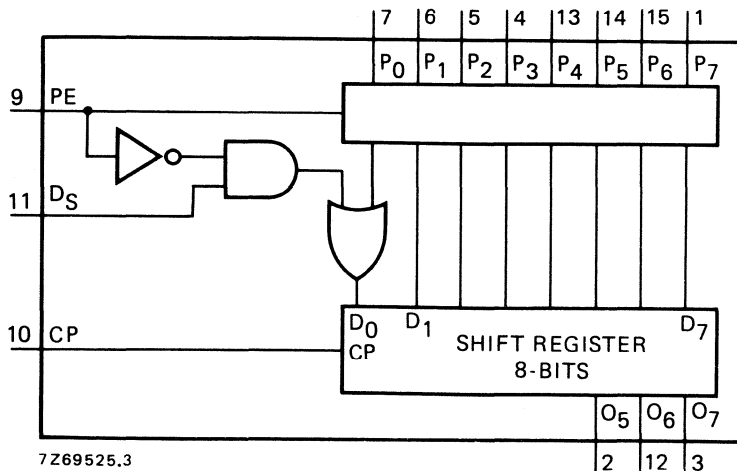 7 6 5 4 13 14 15 1
P0 P1 P2 P3 P4 P5 P6 P7
9 PE
11 DS
D0 D1 D7
10 CP
CP
SHIFT REGISTER
8-BITS
O5 O6 O7
7Z69525.3
2 12 3